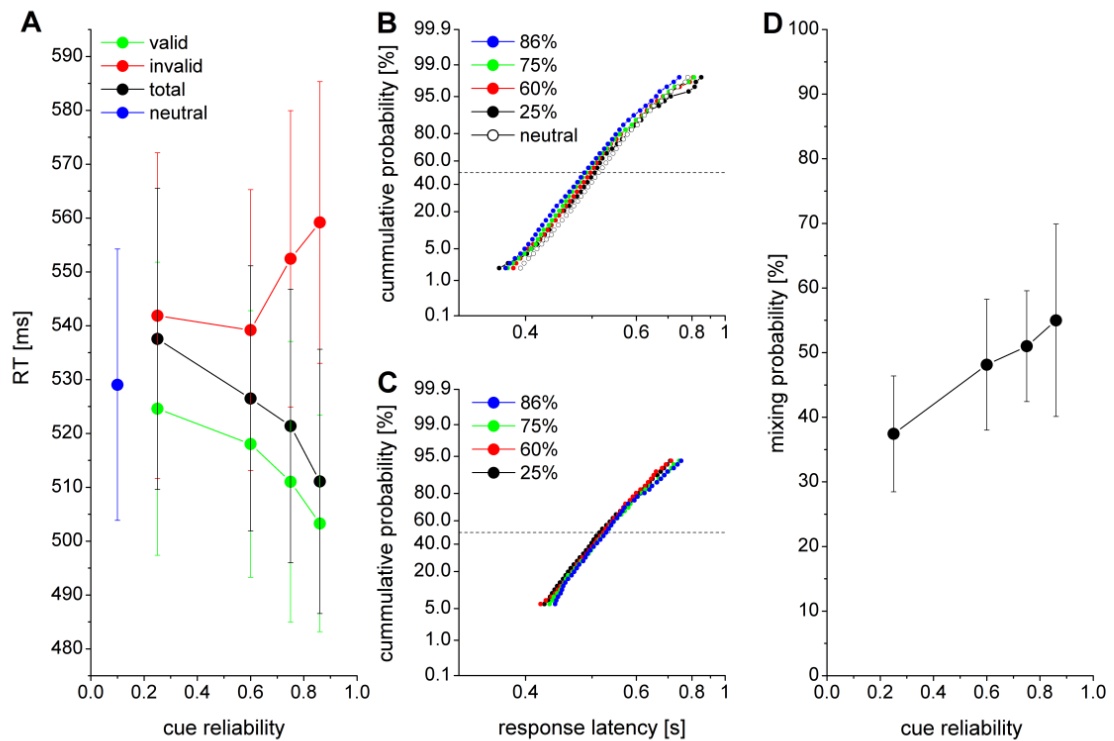 A
RT [ms]
590
580
570
560
550
540
530
520
510
500
490
480
valid
invalid
total
neutral
0.0 0.2 0.4 0.6 0.8 1.0
cue reliability
B
cummulative probability [%]
99.9
99.0
95.0
80.0
60.0
40.0
20.0
5.0
1.0
0.1
86%
75%
60%
25%
neutral
0.4 0.6 0.8 1
C
cummulative probability [%]
99.9
99.0
95.0
80.0
60.0
40.0
20.0
5.0
1.0
0.1
86%
75%
60%
25%
0.4 0.6 0.8 1
response latency [s]
D
mixing probability [%]
100
90
80
70
60
50
40
30
20
10
0
0.0 0.2 0.4 0.6 0.8 1.0
cue reliability